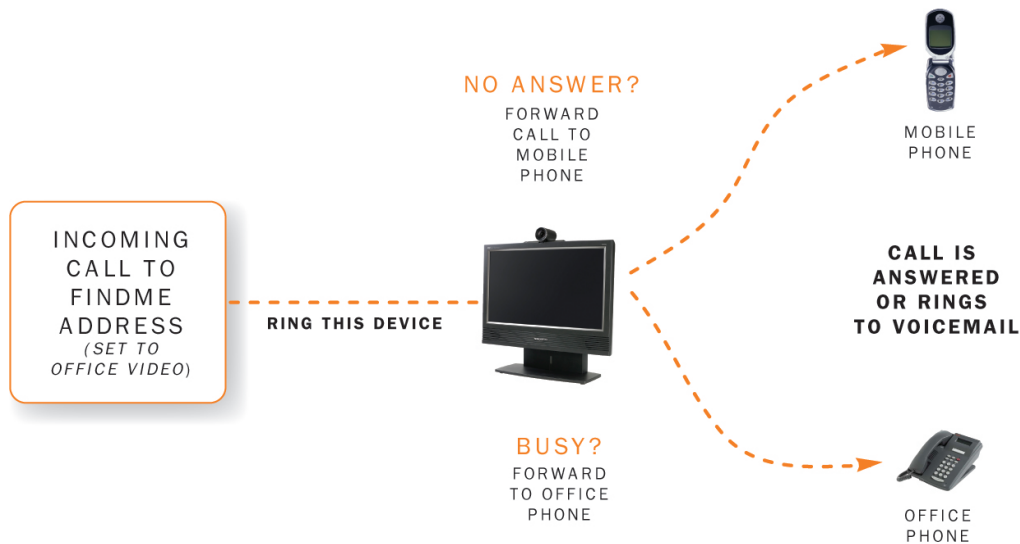 NO ANSWER?
FORWARD
CALL TO
MOBILE
PHONE
MOBILE
PHONE
INCOMING
CALL TO
FINDME
ADDRESS
(SET TO
OFFICE VIDEO)
RING THIS DEVICE
CALL IS
ANSWERED
OR RINGS
TO VOICEMAIL
BUSY?
FORWARD
TO OFFICE
PHONE
OFFICE
PHONE